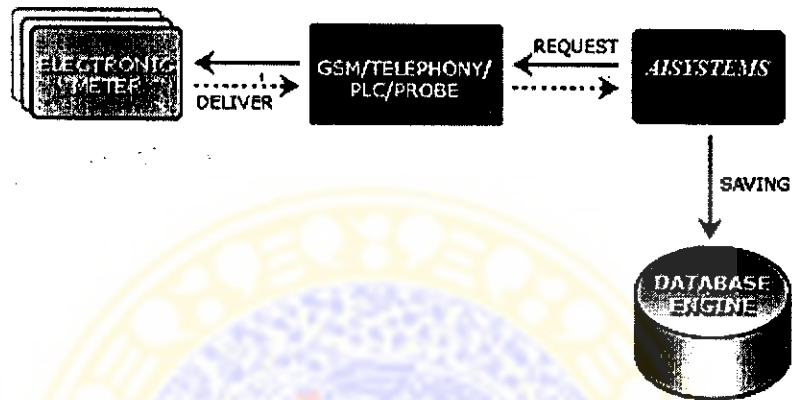 ELECTRONIC
METER
DELIVER
GSM/TELEPHONY/
PLC/PROBE
REQUEST
AISYSTEMS
SAVING
DATABASE
ENGINE